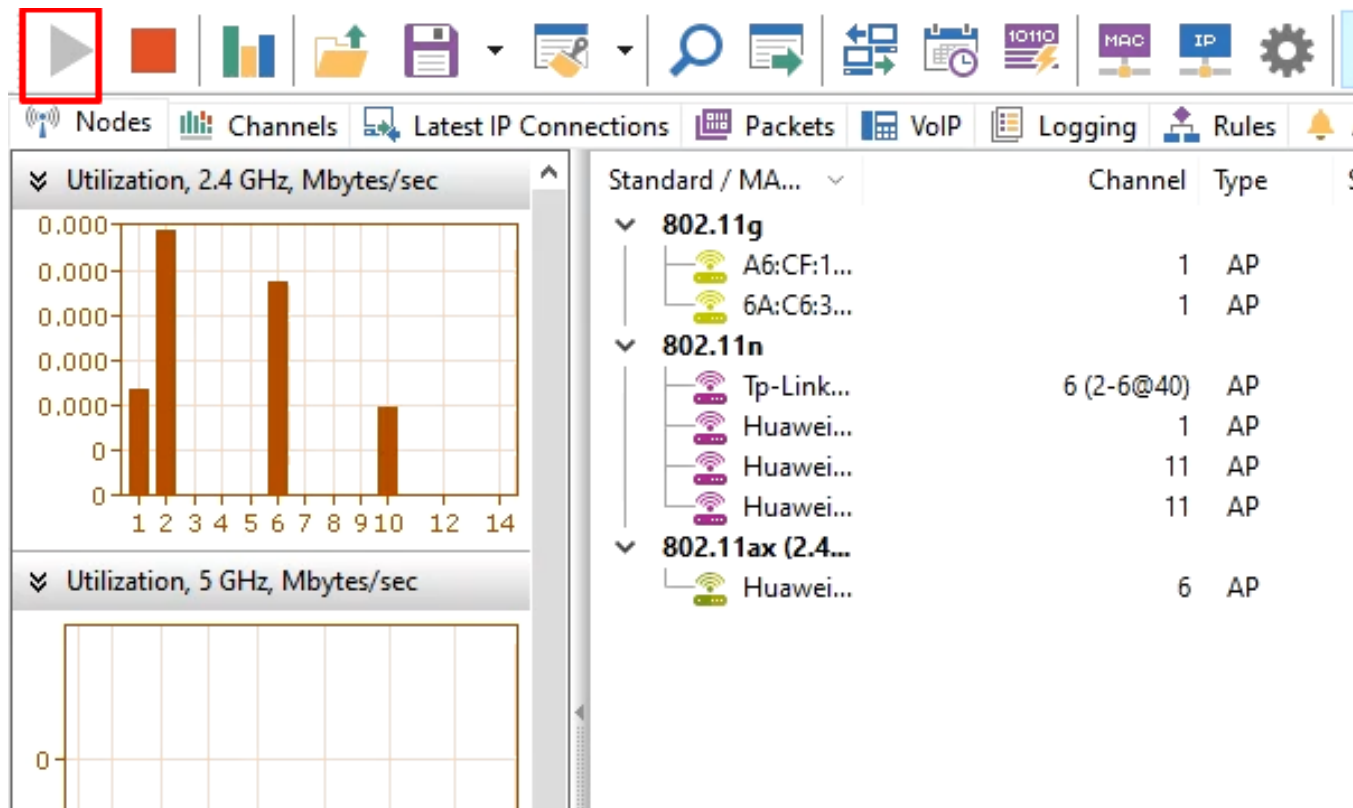 10110
MAC
IP
Nodes Channels Latest IP Connections Packets VoIP Logging Rules
Utilization, 2.4 GHz, Mbytes/sec
0.000
0.000
0.000
0.000
0.000
0
0
1 2 3 4 5 6 7 8 9 10 12 14
Utilization, 5 GHz, Mbytes/sec
0
Standard / MA... Channel Type
802.11g
A6:CF:1... 1 AP
6A:C6:3... 1 AP
802.11n
Tp-Link... 6 (2-6@40) AP
Huawei... 1 AP
Huawei... 11 AP
Huawei... 11 AP
802.11ax (2.4...
Huawei... 6 AP